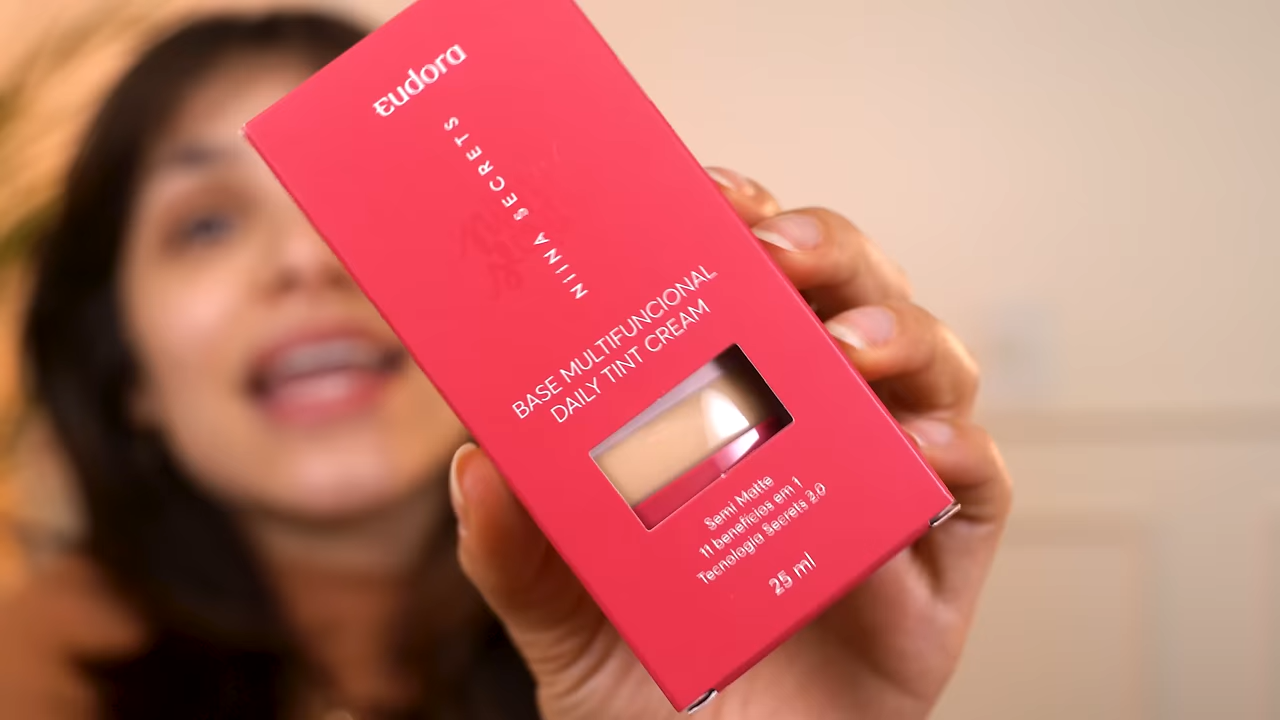 eudora
NIINA SECRETS
BASE MULTIFUNCIONAL
DAILY TINT CREAM
Semi Matte
11 benefícios em 1
Tecnologia Secrets 2.0
25 ml